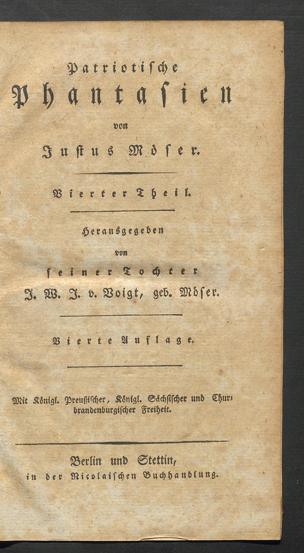 Patriotische
Phantasien
von
Justus Möser.
Vierter Theil.
Herausgegeben
von
seiner Tochter
J. W. J. v. Voigt, geb. Möser.
Vierte Auflage.
Mit Königl. Preußischer, Königl. Sächsischer und Chur-
brandenburgischer Freiheit.
Berlin und Stettin,
in der Nicolaischen Buchhandlung.